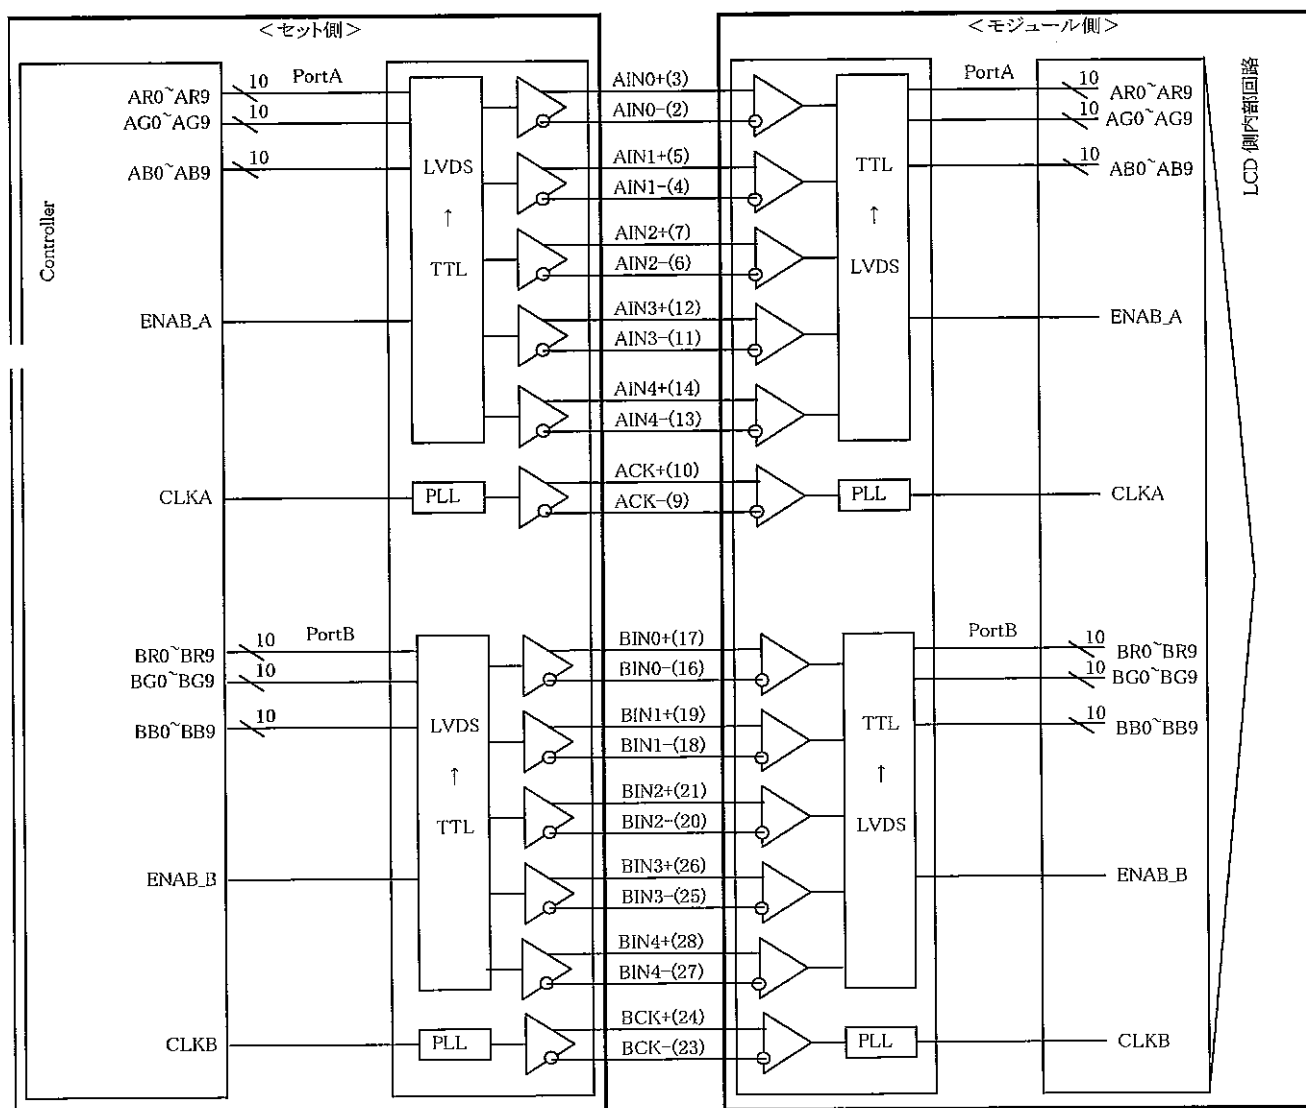 ＜セット側＞
＜モジュール側＞
Controller
LCD 側内部回路
10 PortA
AR0~AR9
10
AG0~AG9
10
AB0~AB9
ENAB_A
CLKA
LVDS
↑
TTL
PLL
AIN0+(3)
AIN0-(2)
AIN1+(5)
AIN1-(4)
AIN2+(7)
AIN2-(6)
AIN3+(12)
AIN3-(11)
AIN4+(14)
AIN4-(13)
ACK+(10)
ACK-(9)
TTL
↑
LVDS
PLL
PortA 10
AR0~AR9
10
AG0~AG9
10
AB0~AB9
ENAB_A
CLKA
10 PortB
BR0~BR9
10
BG0~BG9
10
BB0~BB9
ENAB_B
CLKB
LVDS
↑
TTL
PLL
BIN0+(17)
BIN0-(16)
BIN1+(19)
BIN1-(18)
BIN2+(21)
BIN2-(20)
BIN3+(26)
BIN3-(25)
BIN4+(28)
BIN4-(27)
BCK+(24)
BCK-(23)
TTL
↑
LVDS
PLL
PortB 10
BR0~BR9
10
BG0~BG9
10
BB0~BB9
ENAB_B
CLKB